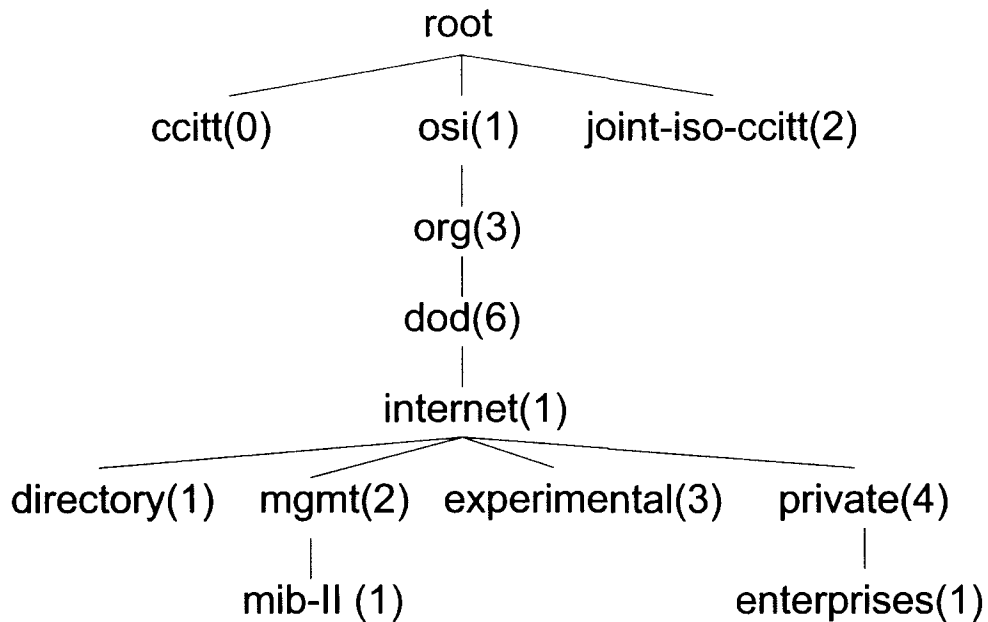 root
ccitt(0) osi(1) joint-iso-ccitt(2)
org(3)
dod(6)
internet(1)
directory(1) mgmt(2) experimental(3) private(4)
mib-II (1) enterprises(1)